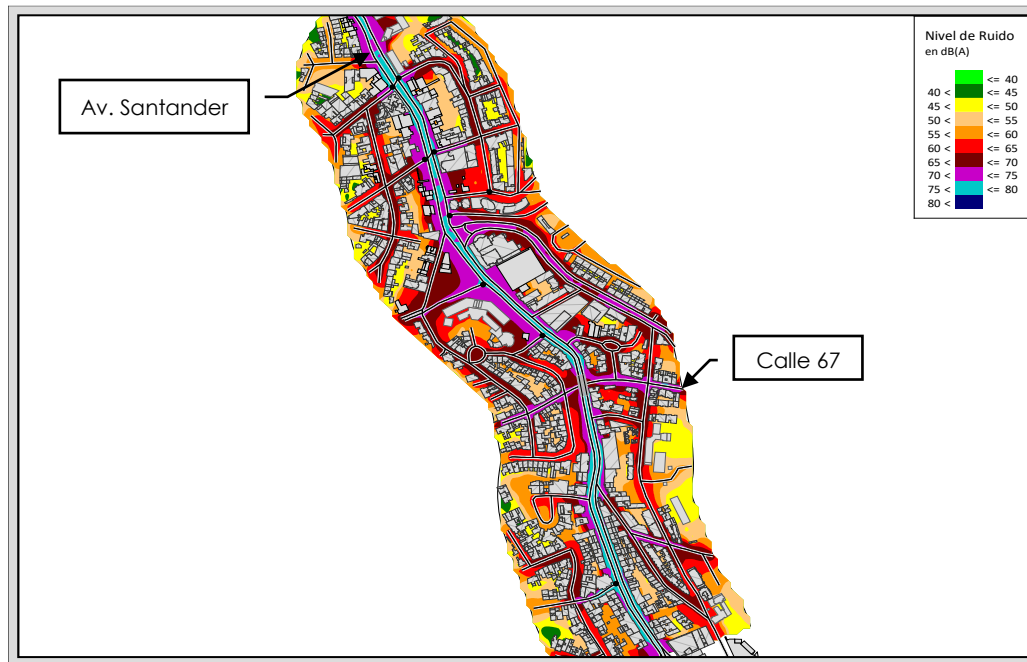 Nivel de Ruido
en dB(A)
<= 40
40 < <= 45
45 < <= 50
50 < <= 55
55 < <= 60
60 < <= 65
65 < <= 70
70 < <= 75
75 < <= 80
80 <
Av. Santander
Calle 67